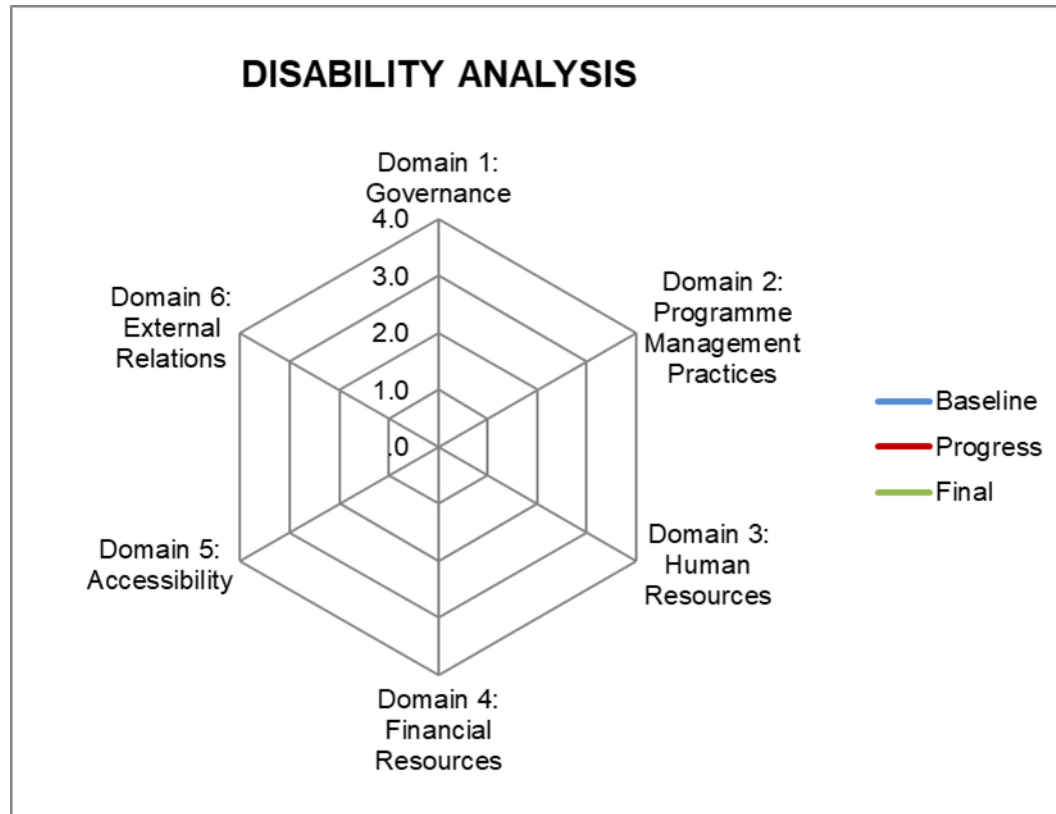 DISABILITY ANALYSIS
Domain 1:
Governance
4.0
3.0
2.0
1.0
.0
Domain 2:
Programme
Management
Practices
Domain 3:
Human
Resources
Domain 4:
Financial
Resources
Domain 5:
Accessibility
Domain 6:
External
Relations
Baseline
Progress
Final